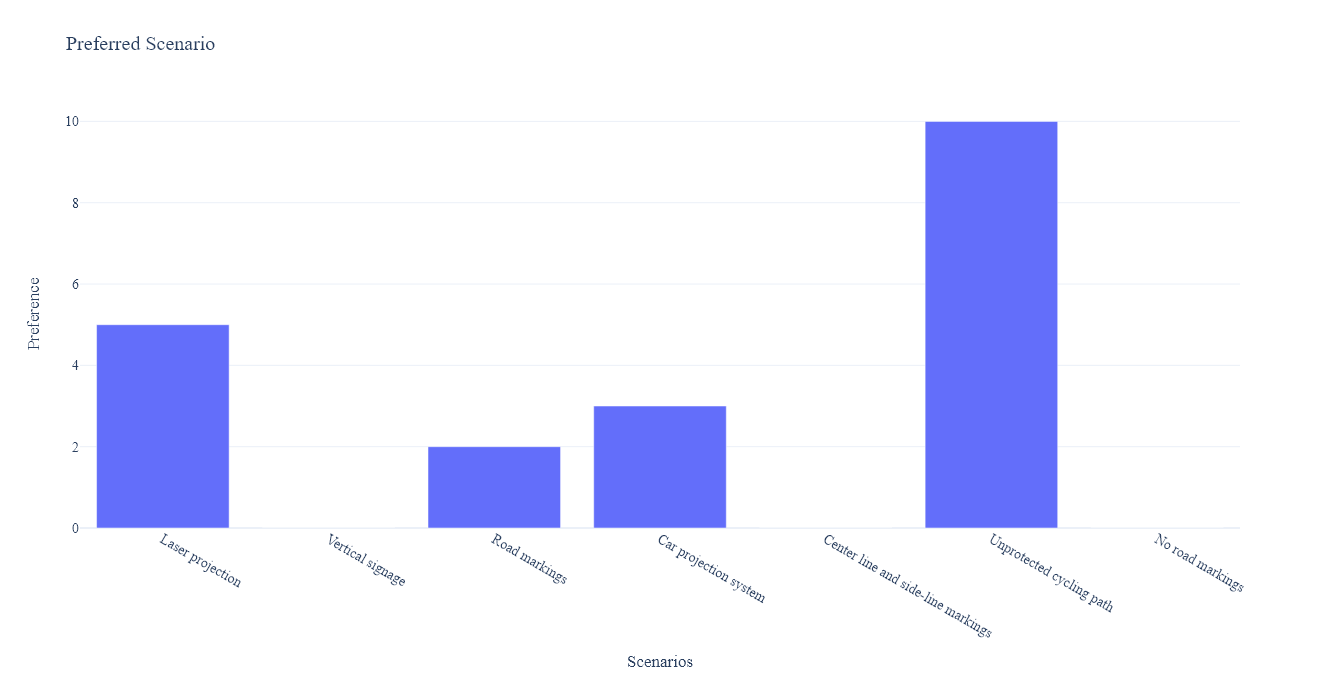 Preferred Scenario
Preference
10
8
6
4
2
0
Laser projection
Vertical signage
Road markings
Car projection system
Center line and side-line markings
Unprotected cycling path
No road markings
Scenarios